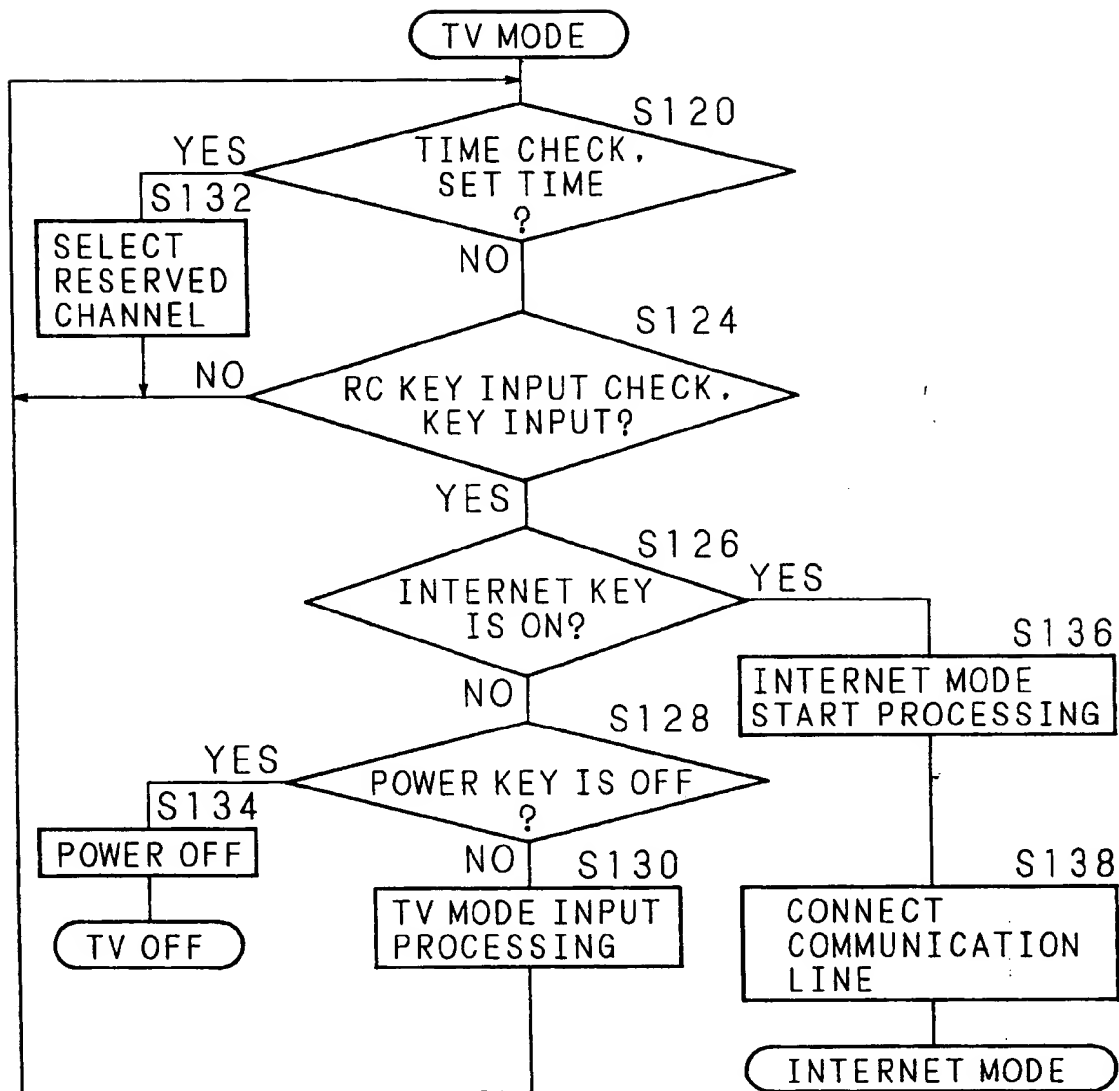 TV MODE
S120
YES
TIME CHECK,
SET TIME
?
S132
SELECT
RESERVED
CHANNEL
NO
S124
NO
RC KEY INPUT CHECK,
KEY INPUT?
YES
S126
YES
INTERNET KEY
IS ON?
S136
INTERNET MODE
START PROCESSING
NO
S128
YES
POWER KEY IS OFF
?
S134
POWER OFF
NO
S130
TV MODE INPUT
PROCESSING
TV OFF
S138
CONNECT
COMMUNICATION
LINE
INTERNET MODE